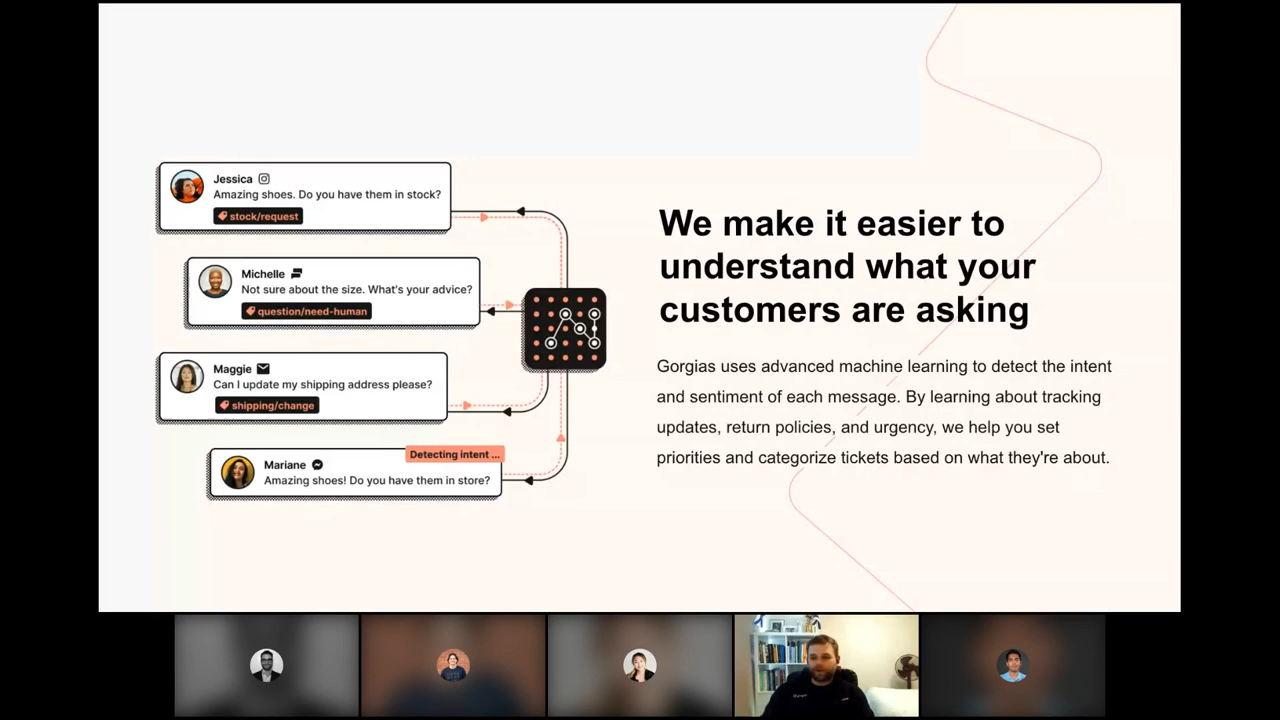 Jessica
Amazing shoes. Do you have them in stock?
stock/request
Michelle
Not sure about the size. What's your advice?
question/need-human
Maggie
Can I update my shipping address please?
shipping/change
Detecting intent ...
Mariane
Amazing shoes! Do you have them in store?
We make it easier to
understand what your
customers are asking
Gorgias uses advanced machine learning to detect the intent
and sentiment of each message. By learning about tracking
updates, return policies, and urgency, we help you set
priorities and categorize tickets based on what they're about.